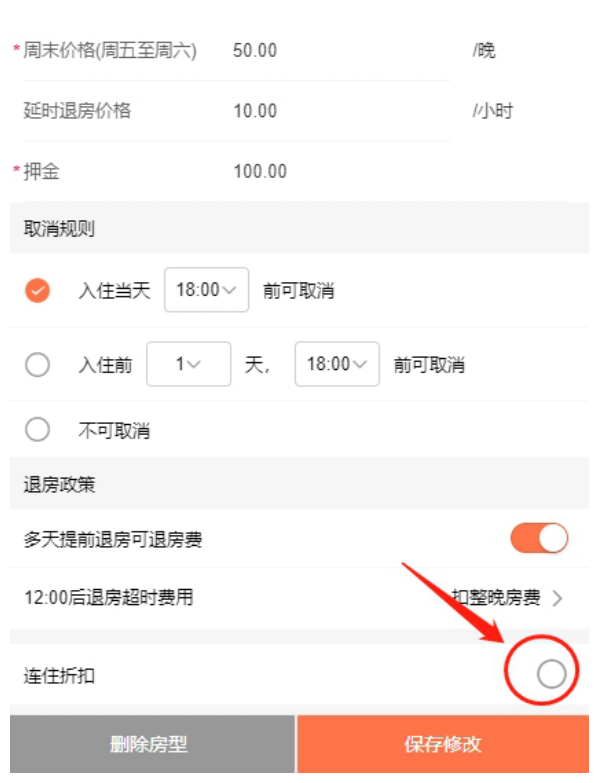 *周末价格(周五至周六) 50.00 /晚
延时退房价格 10.00 /小时
*押金 100.00
取消规则
入住当天 18:00 前可取消
入住前 1 天, 18:00 前可取消
不可取消
退房政策
多天提前退房可退房费
12:00后退房超时费用 扣整晚房费
连住折扣
删除房型 保存修改